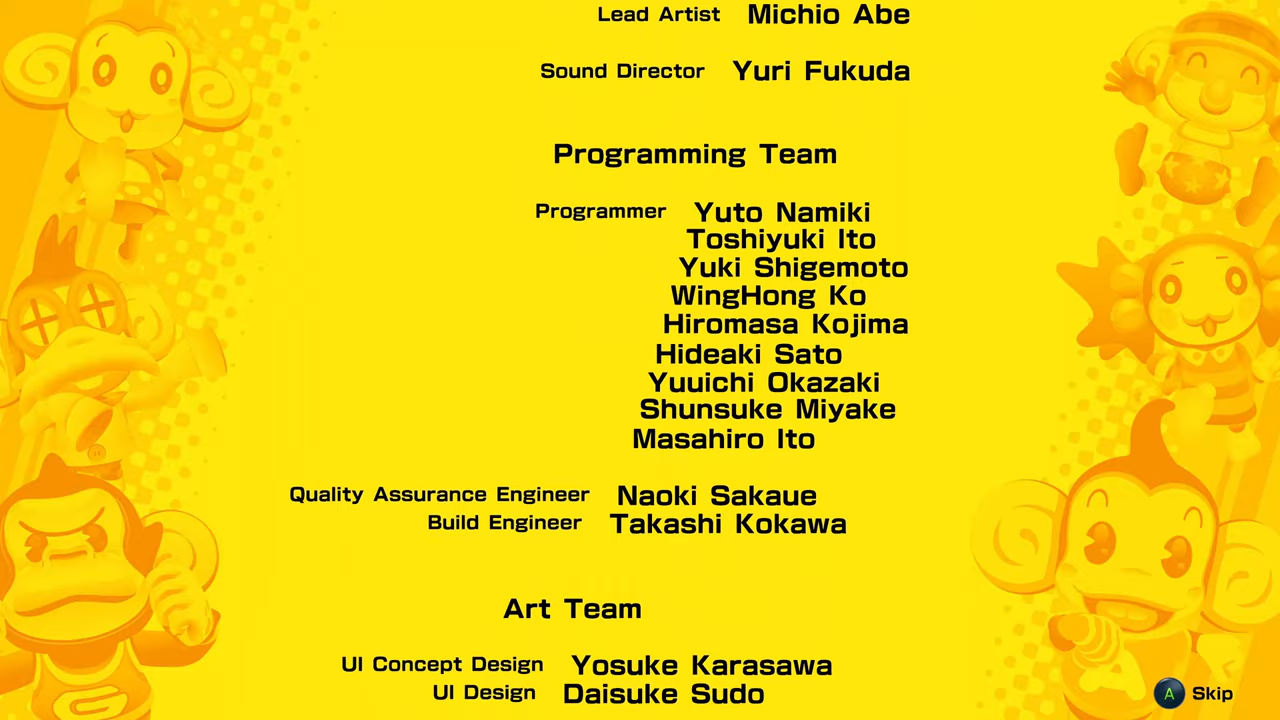 Lead Artist Michio Abe
Sound Director Yuri Fukuda
Programming Team
Programmer Yuto Namiki
Toshiyuki Ito
Yuki Shigemoto
WingHong Ko
Hiromasa Kojima
Hideaki Sato
Yuuichi Okazaki
Shunsuke Miyake
Masahiro Ito
Quality Assurance Engineer Naoki Sakaue
Build Engineer Takashi Kokawa
Art Team
UI Concept Design Yosuke Karasawa
UI Design Daisuke Sudo
A Skip
G
A